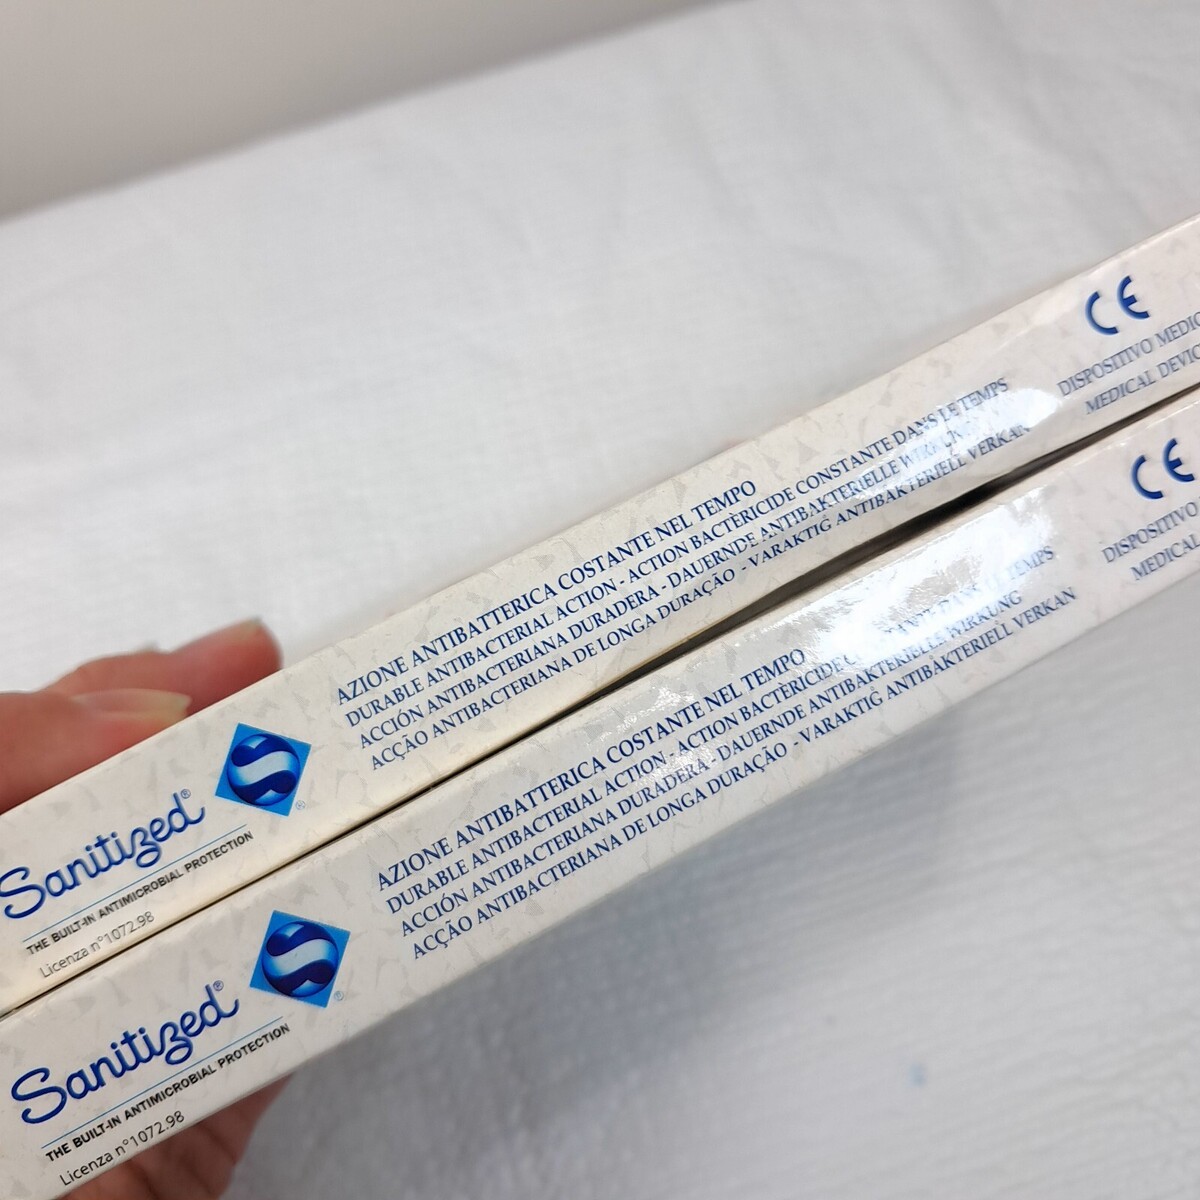 AZIONE ANTIBATTERICA COSTANTE NEL TEMPO
DURABLE ANTIBACTERIAL ACTION - ACTION BACTÈRICIDE CONSTANTE DANS LE TEMPS
ACCIÓN ANTIBACTERIANA DURADERA - DAUERNDE ANTIBAKTERIELLE WIRKUNG
ACÇÃO ANTIBACTERIANA DE LONGA DURAÇÃO - VARAKTIG ANTIBAKTERIELL VERKAN
CE
DISPOSITIVO MEDIC
MEDICAL DEVIC
Sanitized®
THE BUILT-IN ANTIMICROBIAL PROTECTION
Licenza n°1072.98
AZIONE ANTIBATTERICA COSTANTE NEL TEMPO
DURABLE ANTIBACTERIAL ACTION - ACTION BACTÈRICIDE TEMPS
ACCIÓN ANTIBACTERIANA DURADERA - DAUERNDE ANTIBAKTERIELLE WIRKUNG
ACÇÃO ANTIBACTERIANA DE LONGA DURAÇÃO - VARAKTIG ANTIBAKTERIELL VERKAN
CE
DISPOSITIVO
MEDICAL
Sanitized®
THE BUILT-IN ANTIMICROBIAL PROTECTION
Licenza n°1072.98